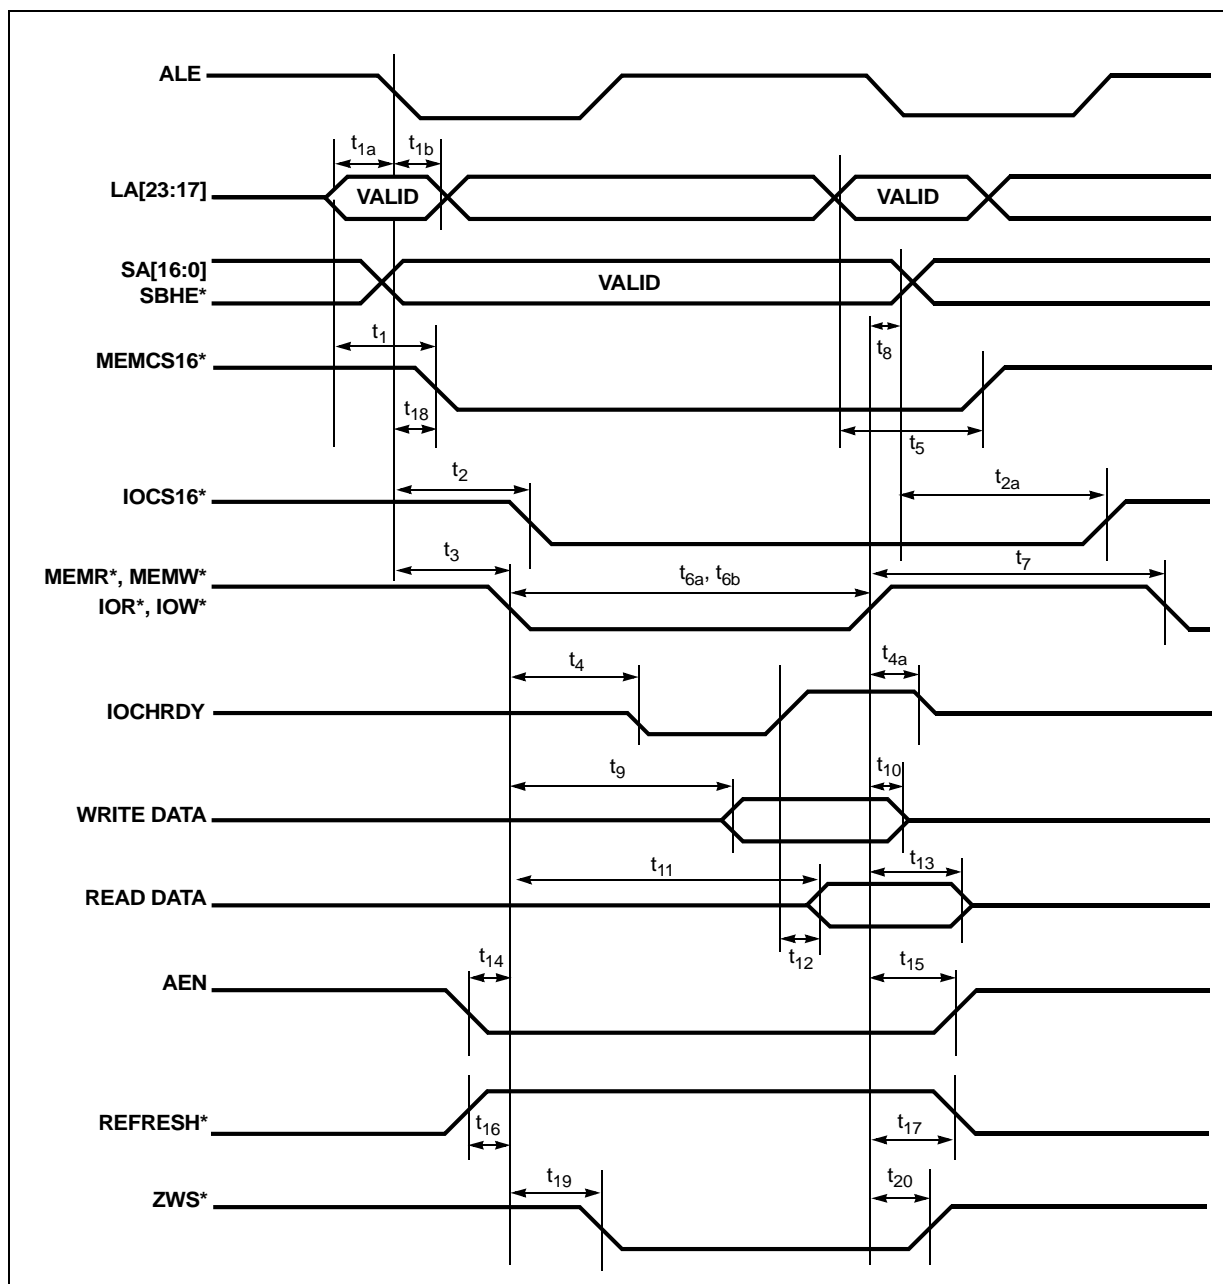 ALE
t1a t1b
LA[23:17] VALID VALID
SA[16:0]
SBHE*
VALID
t1 t8
MEMCS16*
t18 t5
t2 t2a
IOCS16*
t3 t6a, t6b t7
MEMR*, MEMW*
IOR*, IOW*
t4 t4a
IOCHRDY
t9 t10
WRITE DATA
t11 t13
READ DATA
t14 t12 t15
AEN
REFRESH*
t16 t17
t19 t20
ZWS*